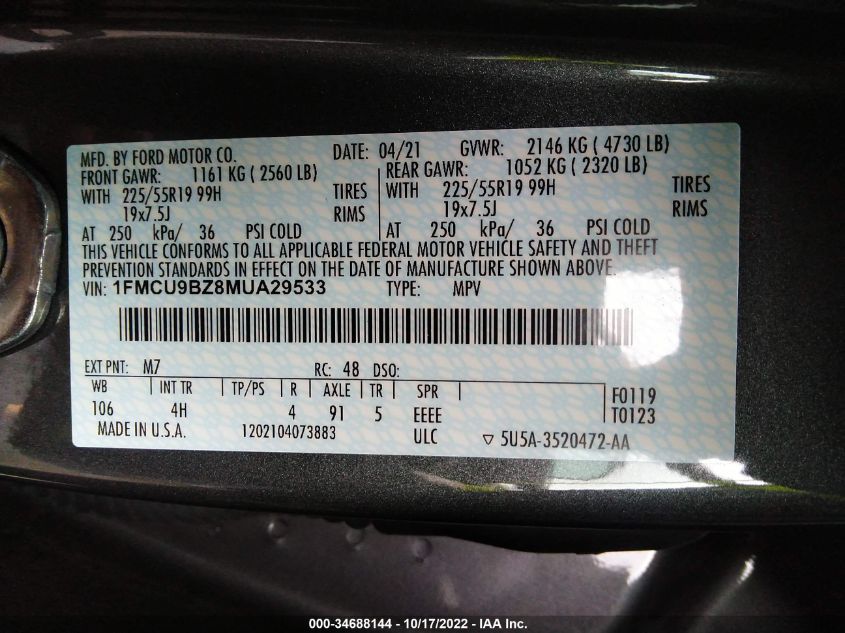 MFD. BY FORD MOTOR CO. DATE: 04/21 GVWR: 2146 KG ( 4730 LB)
FRONT GAWR: 1161 KG ( 2560 LB) REAR GAWR: 1052 KG ( 2320 LB)
WITH 225/55R19 99H TIRES WITH 225/55R19 99H TIRES
19x7.5J RIMS 19x7.5J RIMS
AT 250 kPa/ 36 PSI COLD AT 250 kPa/ 36 PSI COLD
THIS VEHICLE CONFORMS TO ALL APPLICABLE FEDERAL MOTOR VEHICLE SAFETY AND THEFT
PREVENTION STANDARDS IN EFFECT ON THE DATE OF MANUFACTURE SHOWN ABOVE.
VIN: 1FMCU9BZ8MUA29533 TYPE: MPV
EXT PNT: M7 RC: 48 DSO:
WB INT TR TP/PS R AXLE TR SPR F0119
106 4H 4 91 5 EEEE T0123
MADE IN U.S.A. 1202104073883 ULC ▽ 5U5A-3520472-AA
000-34688144 - 10/17/2022 - IAA Inc.